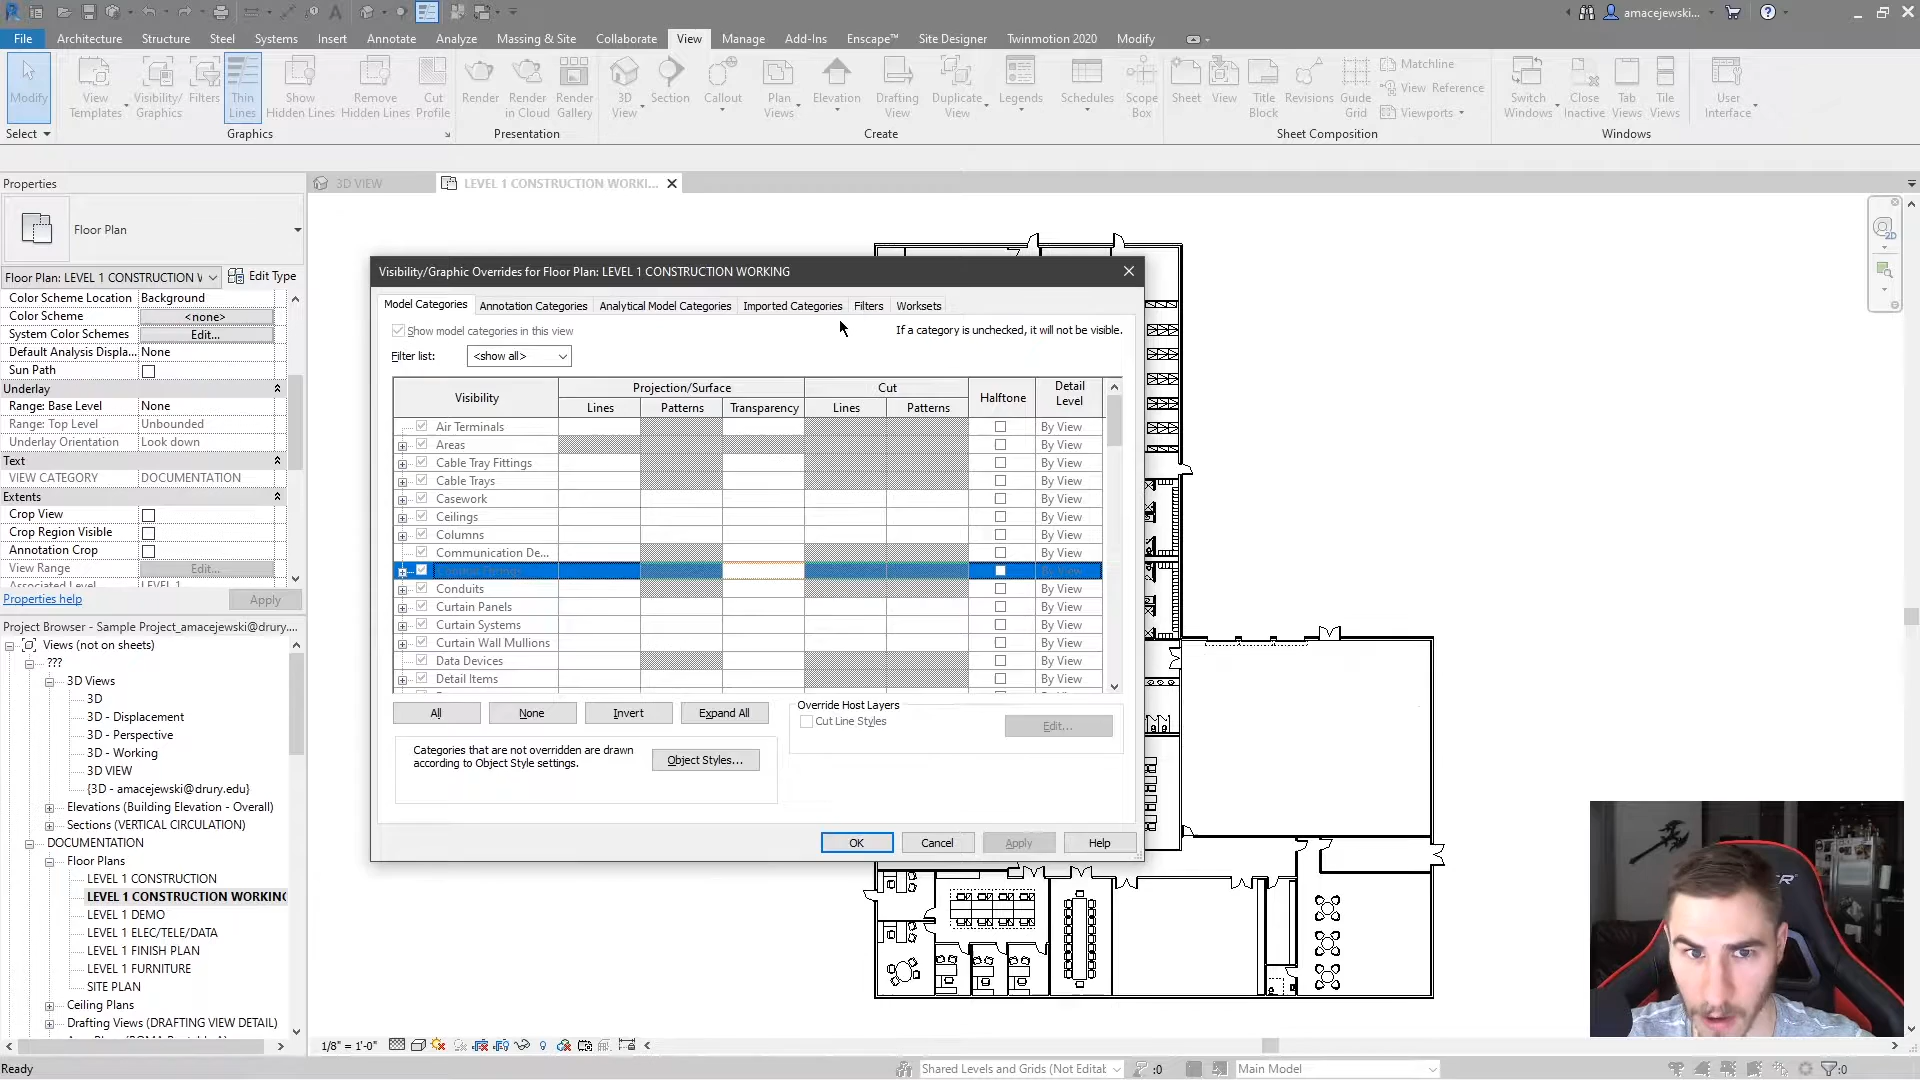 amacejewski...
File Architecture Structure Steel Systems Insert Annotate Analyze Massing & Site Collaborate View Manage Add-Ins Enscape™ Site Designer Twinmotion 2020 Modify
Modify
View Templates
Visibility/ Graphics
Filters
Thin Lines
Show Hidden Lines
Remove Hidden Lines
Cut Profile
Render
Render in Cloud
Render Gallery
3D View
Section
Callout
Plan Views
Elevation
Drafting View
Duplicate View
Legends
Schedules
Scope Box
Sheet
View
Title Block
Revisions
Guide Grid
Matchline
View Reference
Viewports
Switch Windows
Close Inactive
Tab Views
Tile Views
User Interface
Select
Graphics
Presentation
Create
Sheet Composition
Windows
Properties
3D VIEW
LEVEL 1 CONSTRUCTION WORKI...
Floor Plan
Floor Plan: LEVEL 1 CONSTRUCTION V
Edit Type
Color Scheme Location Background
Color Scheme <none>
System Color Schemes Edit...
Default Analysis Displa... None
Sun Path
Underlay
Range: Base Level None
Range: Top Level Unbounded
Underlay Orientation Look down
Text
VIEW CATEGORY DOCUMENTATION
Extents
Crop View
Crop Region Visible
Annotation Crop
View Range Edit...
Associated Level LEVEL 1
Properties help Apply
Project Browser - Sample Project_amacejewski@drury....
Views (not on sheets)
???
3D Views
3D
3D - Displacement
3D - Perspective
3D - Working
3D VIEW
{3D - amacejewski@drury.edu}
Elevations (Building Elevation - Overall)
Sections (VERTICAL CIRCULATION)
DOCUMENTATION
Floor Plans
LEVEL 1 CONSTRUCTION
LEVEL 1 CONSTRUCTION WORKING
LEVEL 1 DEMO
LEVEL 1 ELEC/TELE/DATA
LEVEL 1 FINISH PLAN
LEVEL 1 FURNITURE
SITE PLAN
Ceiling Plans
Drafting Views (DRAFTING VIEW DETAIL)
Visibility/Graphic Overrides for Floor Plan: LEVEL 1 CONSTRUCTION WORKING
Model Categories Annotation Categories Analytical Model Categories Imported Categories Filters Worksets
Show model categories in this view
If a category is unchecked, it will not be visible.
Filter list: <show all>
Visibility Projection/Surface Cut Halftone Detail Level
Lines Patterns Transparency Lines Patterns
Air Terminals By View
Areas By View
Cable Tray Fittings By View
Cable Trays By View
Casework By View
Ceilings By View
Columns By View
Communication De... By View
Conduit Fittings By View
Conduits By View
Curtain Panels By View
Curtain Systems By View
Curtain Wall Mullions By View
Data Devices By View
Detail Items By View
All None Invert Expand All
Override Host Layers
Cut Line Styles Edit...
Categories that are not overridden are drawn
according to Object Style settings.
Object Styles...
OK Cancel Apply Help
2D
1/8" = 1'-0"
Ready
Shared Levels and Grids (Not Editab
:0
Main Model
:0